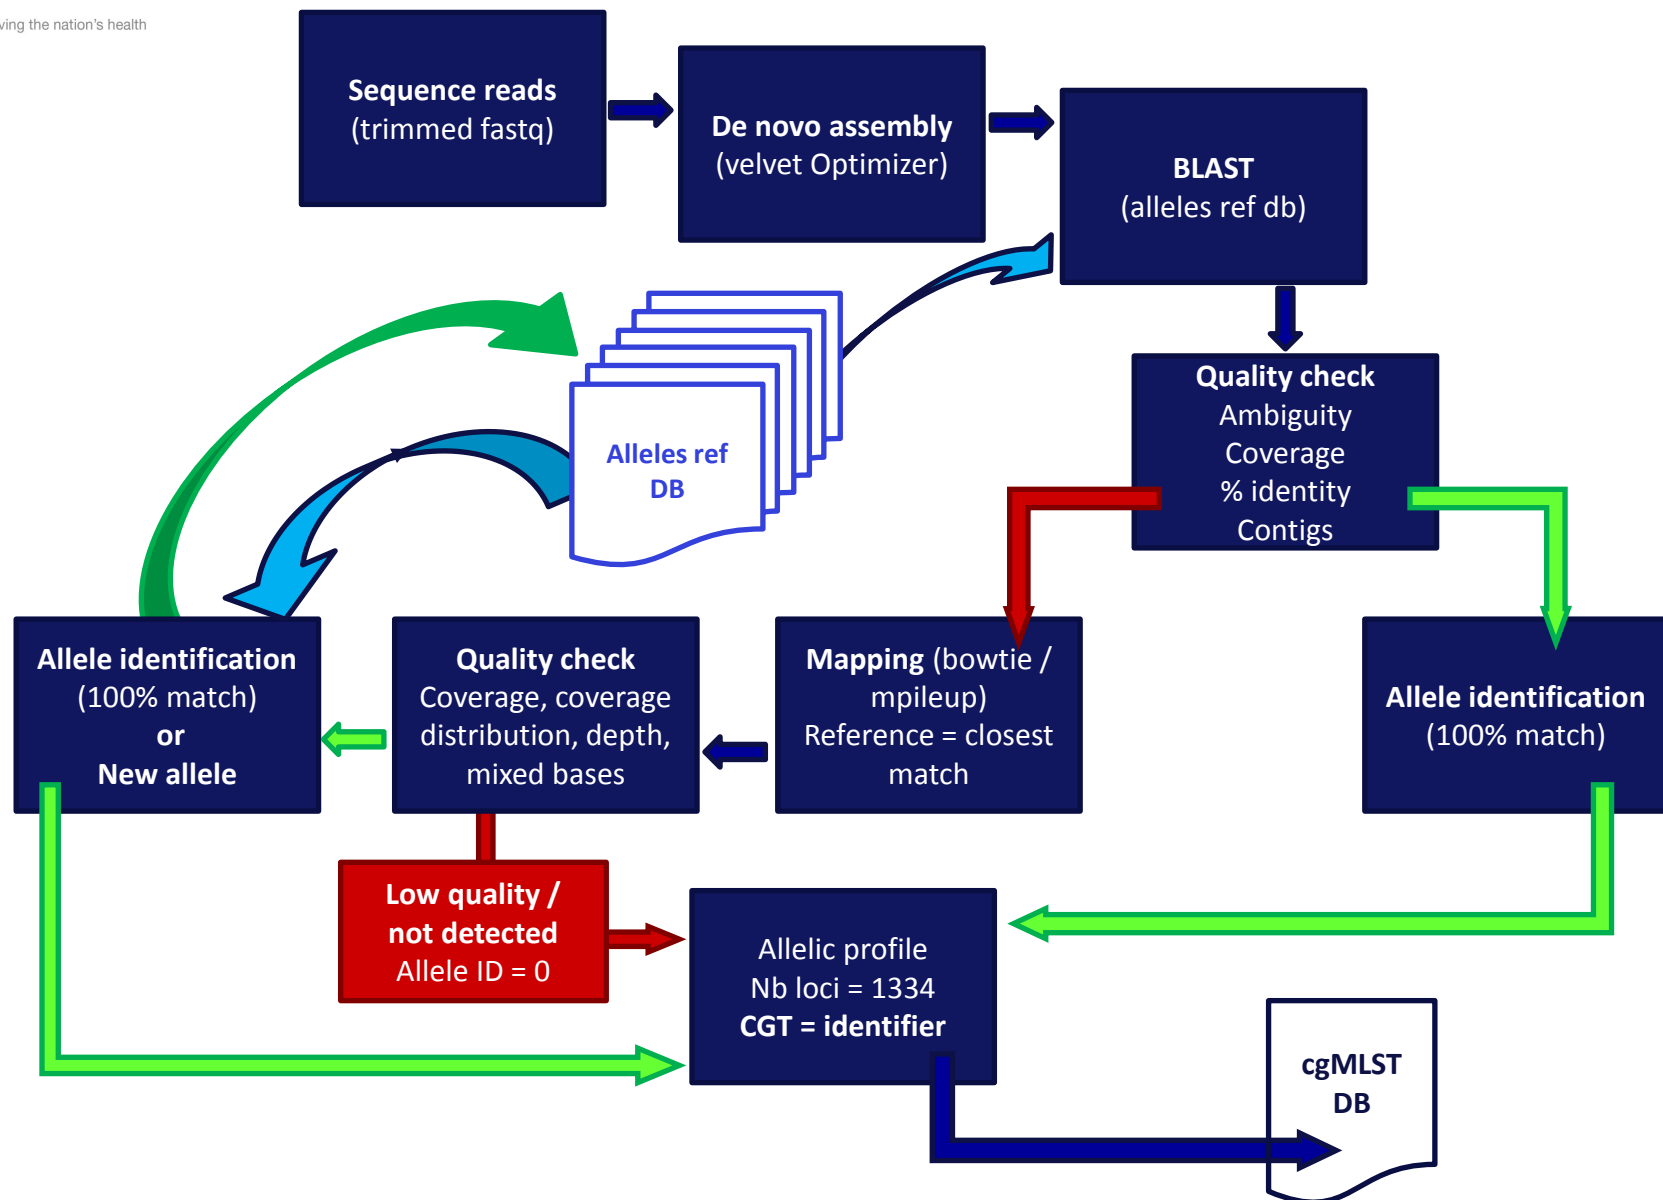 ving the nation's health
Sequence reads
(trimmed fastq)
De novo assembly
(velvet Optimizer)
BLAST
(alleles ref db)
Quality check
Ambiguity
Coverage
% identity
Contigs
Alleles ref
DB
Allele identification
(100% match)
or
New allele
Quality check
Coverage, coverage
distribution, depth,
mixed bases
Mapping (bowtie /
mpileup)
Reference = closest
match
Allele identification
(100% match)
Low quality /
not detected
Allele ID = 0
Allelic profile
Nb loci = 1334
CGT = identifier
cgMLST
DB